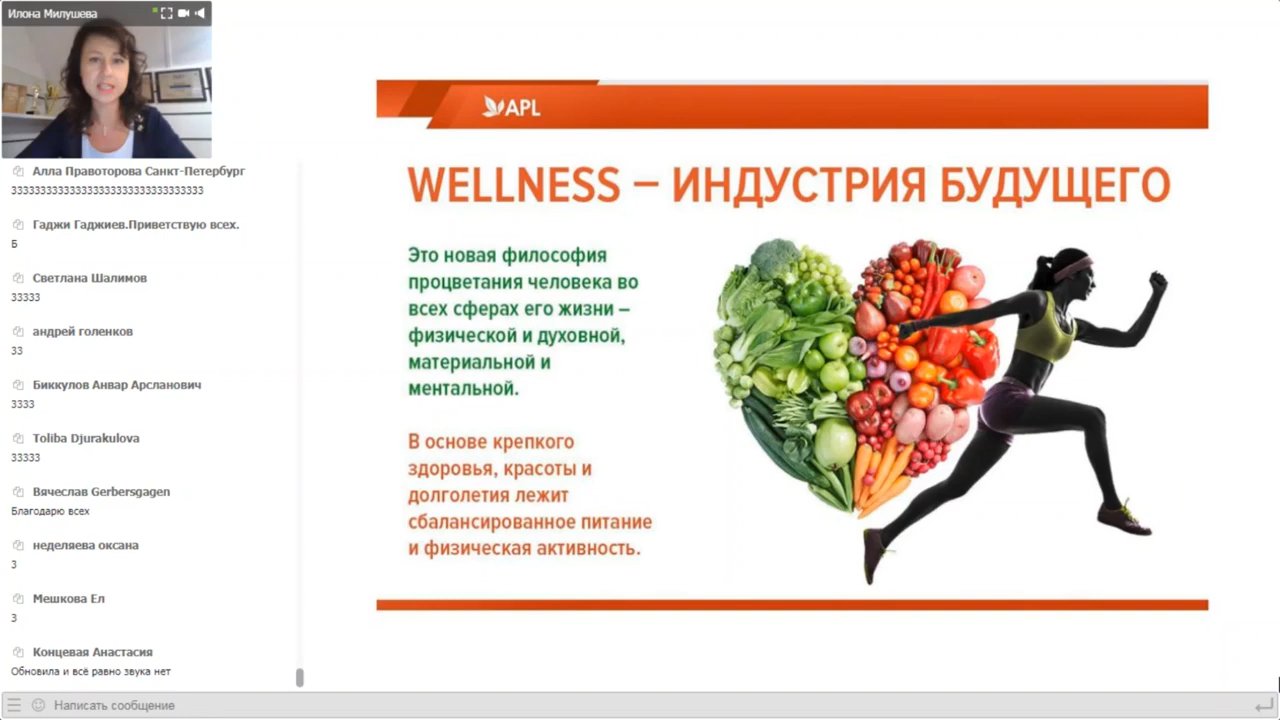 Илона Милушева
Алла Правоторова Санкт-Петербург
ЗЗЗЗЗЗЗЗЗЗЗЗЗЗЗЗЗЗЗЗЗЗЗЗЗЗЗЗЗЗЗЗЗ
Гаджи Гаджиев.Приветствую всех.
Б
Светлана Шалимов
33333
андрей голенков
33
Биккулов Анвар Арсланович
3333
Toliba Djurakulova
33333
Вячеслав Gerbersgagen
Благодарю всех
неделяева оксана
3
Мешкова Ел
3
Концевая Анастасия
Обновила и всё равно звука нет
Написать сообщение
APL
WELLNESS – ИНДУСТРИЯ БУДУЩЕГО
Это новая философия
процветания человека во
всех сферах его жизни –
физической и духовной,
материальной и
ментальной.
В основе крепкого
здоровья, красоты и
долголетия лежит
сбалансированное питание
и физическая активность.